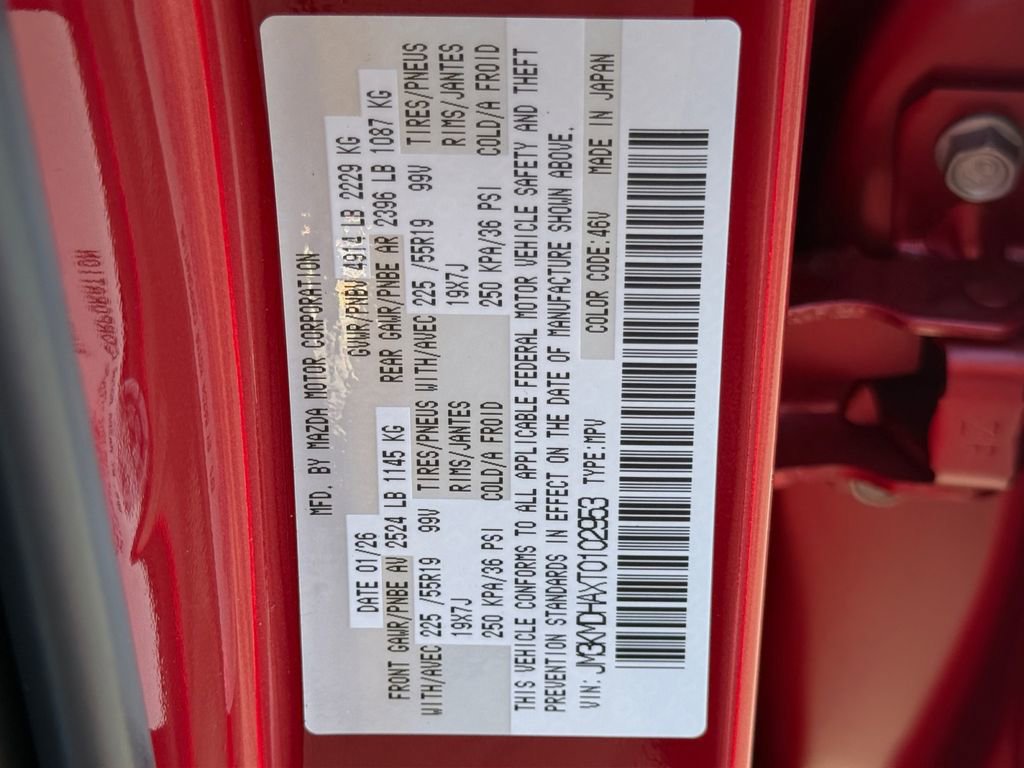 MFD. BY MAZDA MOTOR CORPORATION
DATE 01/26 GVWR/PNBV 4914 LB 2229 KG
FRONT GAWR/PNBE AV 2524 LB 1145 KG REAR GAWR/PNBE AR 2396 LB 1087 KG
WITH/AVEC 225 /55R19 99V TIRES/PNEUS WITH/AVEC 225 /55R19 99V TIRES/PNEUS
19X7J RIMS/JANTES 19X7J RIMS/JANTES
250 KPA/36 PSI COLD/A FROID 250 KPA/36 PSI COLD/A FROID
THIS VEHICLE CONFORMS TO ALL APPLICABLE FEDERAL MOTOR VEHICLE SAFETY AND THEFT
PREVENTION STANDARDS IN EFFECT ON THE DATE OF MANUFACTURE SHOWN ABOVE.
VIN: JM3KMDHAXT0102953 TYPE:MPV COLOR CODE:46V MADE IN JAPAN